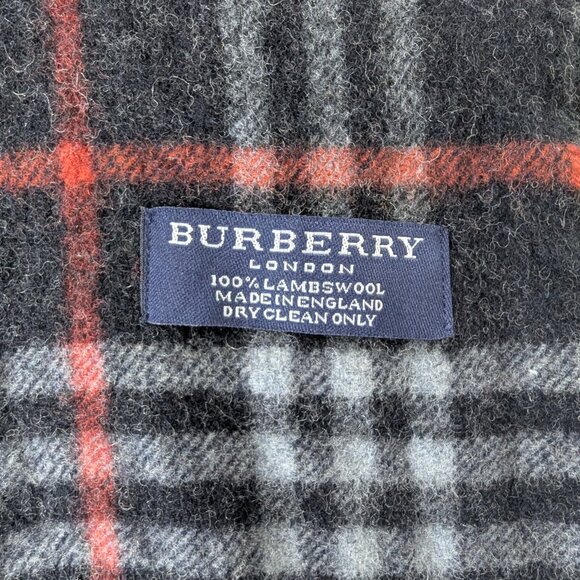 BURBERRY
LONDON
100% LAMBSWOOL
MADE IN ENGLAND
DRY CLEAN ONLY